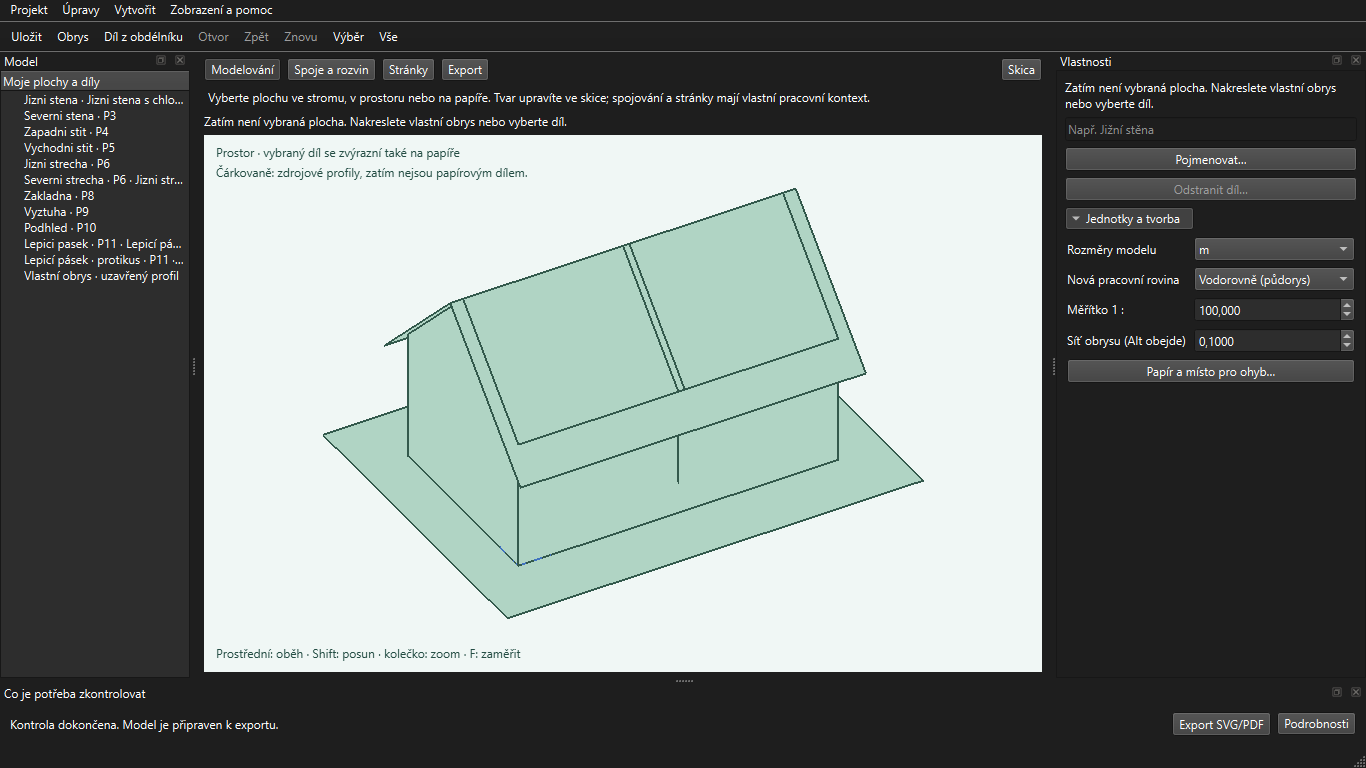 Projekt Úpravy Vytvořit Zobrazení a pomoc
Uložit Obrys Díl z obdélníku Otvor Zpět Znovu Výběr Vše
Model
Moje plochy a díly
Jizni stena · Jizni stena s chlo...
Severni stena · P3
Zapadni stit · P4
Vychodni stit · P5
Jizni strecha · P6
Severni strecha · P6 · Jizni str...
Zakladna · P8
Vyztuha · P9
Podhled · P10
Lepici pasek · P11 · Lepicí pá...
Lepicí pásek · protikus · P11 ·...
Vlastní obrys · uzavřený profil
Modelování Spoje a rozvin Stránky Export Skica
Vyberte plochu ve stromu, v prostoru nebo na papíře. Tvar upravíte ve skice; spojování a stránky mají vlastní pracovní kontext.
Zatím není vybraná plocha. Nakreslete vlastní obrys nebo vyberte díl.
Prostor · vybraný díl se zvýrazní také na papíře
Čárkovaně: zdrojové profily, zatím nejsou papírovým dílem.
Prostřední: oběh · Shift: posun · kolečko: zoom · F: zaměřit
Vlastnosti
Zatím není vybraná plocha. Nakreslete vlastní obrys
nebo vyberte díl.
Např. Jižní stěna
Pojmenovat...
Odstranit díl...
Jednotky a tvorba
Rozměry modelu m
Nová pracovní rovina Vodorovně (půdorys)
Měřítko 1 : 100,000
Síť obrysu (Alt obejde) 0,1000
Papír a místo pro ohyb...
Co je potřeba zkontrolovat
Kontrola dokončena. Model je připraven k exportu.
Export SVG/PDF Podrobnosti